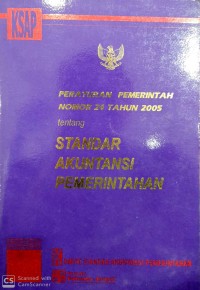 KSAP
PERATURAN PEMERINTAH
NOMOR 24 TAHUN 2005
tentang
STANDAR
AKUNTANSI
PEMERINTAHAN
CS Scanned with
CamScanner